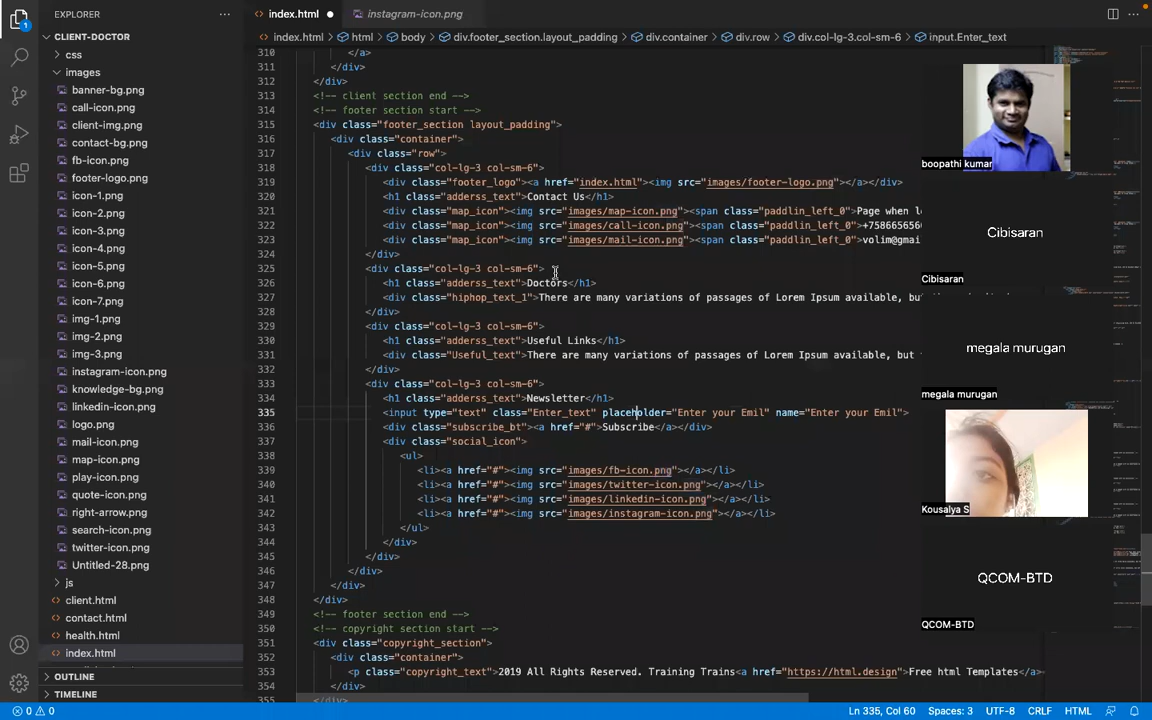 EXPLORER
CLIENT-DOCTOR
css
images
banner-bg.png
call-icon.png
client-img.png
contact-bg.png
fb-icon.png
footer-logo.png
icon-1.png
icon-2.png
icon-3.png
icon-4.png
icon-5.png
icon-6.png
icon-7.png
img-1.png
img-2.png
img-3.png
instagram-icon.png
knowledge-bg.png
linkedin-icon.png
logo.png
mail-icon.png
map-icon.png
play-icon.png
quote-icon.png
right-arrow.png
search-icon.png
twitter-icon.png
Untitled-28.png
js
client.html
contact.html
health.html
index.html
OUTLINE
TIMELINE
1
index.html instagram-icon.png
index.html > html > body > div.footer_section.layout_padding > div.container > div.row > div.col-lg-3.col-sm-6 > input.Enter_text
310 </a>
311 </div>
312 </div>
313 <!-- client section end -->
314 <!-- footer section start -->
315 <div class="footer_section layout_padding">
316 <div class="container">
317 <div class="row">
318 <div class="col-lg-3 col-sm-6">
319 <div class="footer_logo"><a href="index.html"><img src="images/footer-logo.png"></a></div>
320 <h1 class="adderss_text">Contact Us</h1>
321 <div class="map_icon"><img src="images/map-icon.png"><span class="paddlin_left_0">Page when l
322 <div class="map_icon"><img src="images/call-icon.png"><span class="paddlin_left_0">+7586656566
323 <div class="map_icon"><img src="images/mail-icon.png"><span class="paddlin_left_0">volim@gmai
324 </div>
325 <div class="col-lg-3 col-sm-6">
326 <h1 class="adderss_text">Doctors</h1>
327 <div class="hiphop_text_1">There are many variations of passages of Lorem Ipsum available, bu
328 </div>
329 <div class="col-lg-3 col-sm-6">
330 <h1 class="adderss_text">Useful Links</h1>
331 <div class="Useful_text">There are many variations of passages of Lorem Ipsum available, but
332 </div>
333 <div class="col-lg-3 col-sm-6">
334 <h1 class="adderss_text">Newsletter</h1>
335 <input type="text" class="Enter_text" placeholder="Enter your Emil" name="Enter your Emil">
336 <div class="subscribe_bt"><a href="#">Subscribe</a></div>
337 <div class="social_icon">
338 <ul>
339 <li><a href="#"><img src="images/fb-icon.png"></a></li>
340 <li><a href="#"><img src="images/twitter-icon.png"></a></li>
341 <li><a href="#"><img src="images/linkedin-icon.png"></a></li>
342 <li><a href="#"><img src="images/instagram-icon.png"></a></li>
343 </ul>
344 </div>
345 </div>
346 </div>
347 </div>
348 </div>
349 <!-- footer section end -->
350 <!-- copyright section start -->
351 <div class="copyright_section">
352 <div class="container">
353 <p class="copyright_text">2019 All Rights Reserved. Training Trains<a href="https://html.design">Free html Templates</a>
354 </div>
355 </div>
boopathi kumar
Cibisaran
Cibisaran
megala murugan
megala murugan
Kousalya S
QCOM-BTD
QCOM-BTD
0 0
Ln 335, Col 60 Spaces: 3 UTF-8 CRLF HTML